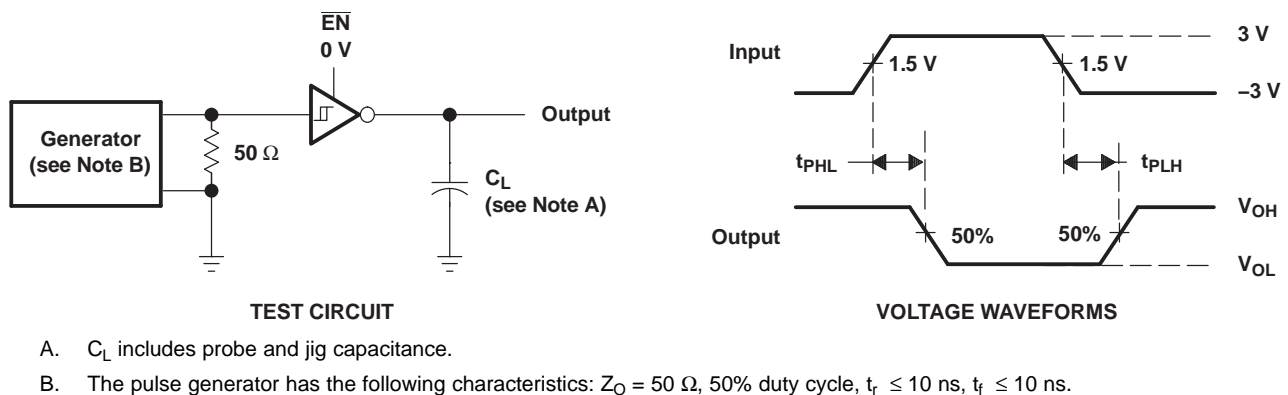 EN
0 V
Generator
(see Note B)
50 Ω
Output
CL
(see Note A)
TEST CIRCUIT
Input
3 V
1.5 V
1.5 V
–3 V
tPHL
tPLH
Output
VOH
50%
50%
VOL
VOLTAGE WAVEFORMS
A. CL includes probe and jig capacitance.
B. The pulse generator has the following characteristics: ZO = 50 Ω, 50% duty cycle, tr ≤ 10 ns, tf ≤ 10 ns.